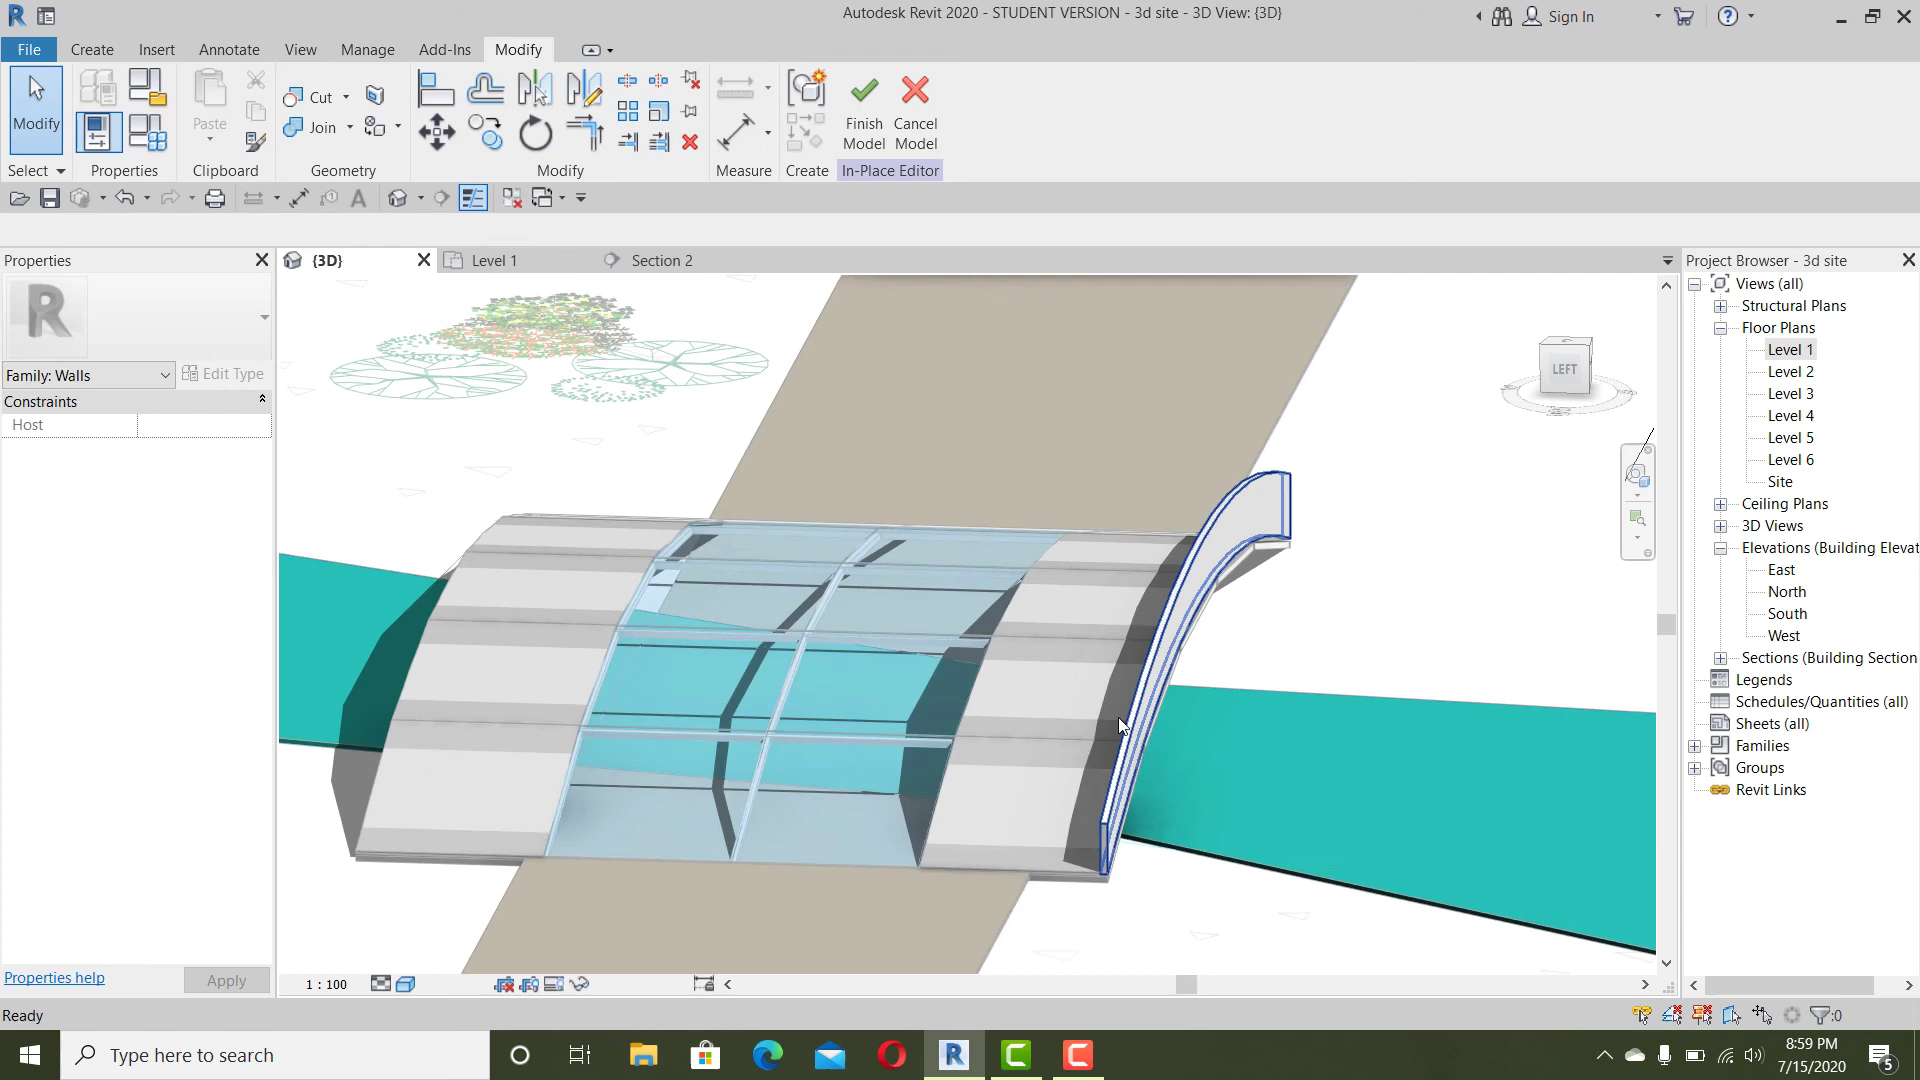 Autodesk Revit 2020 - STUDENT VERSION - 3d site - 3D View: {3D}
Sign In
File
Create
Insert
Annotate
View
Manage
Add-Ins
Modify
Modify
Paste
Cut
Join
Finish
Model
Cancel
Model
Select
Properties
Clipboard
Geometry
Modify
Measure
Create
In-Place Editor
Properties
{3D}
Level 1
Section 2
Project Browser - 3d site
Family: Walls
Edit Type
Constraints
Host
LEFT
Views (all)
Structural Plans
Floor Plans
Level 1
Level 2
Level 3
Level 4
Level 5
Level 6
Site
Ceiling Plans
3D Views
Elevations (Building Elevat
East
North
South
West
Sections (Building Section
Legends
Schedules/Quantities (all)
Sheets (all)
Families
Groups
Revit Links
Properties help
Apply
1 : 100
Ready
:0
Type here to search
8:59 PM
7/15/2020
5